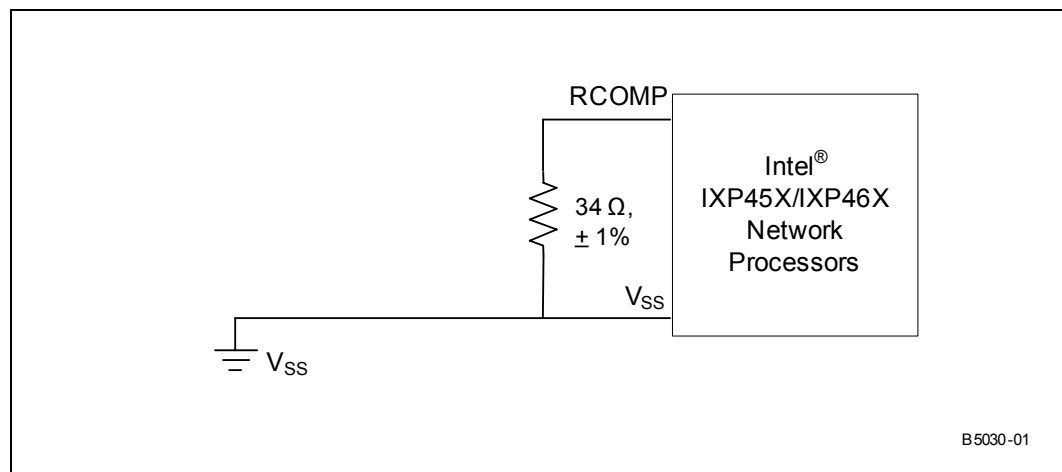 RCOMP
Intel®
IXP45X/IXP46X
Network
Processors
34 Ω,
± 1%
VSS
VSS
B5030-01